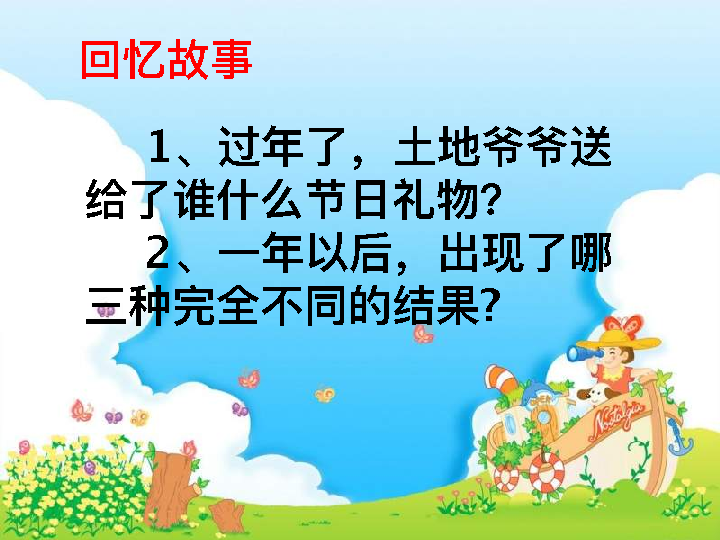 回忆故事
1、过年了，土地爷爷送
给了谁什么节日礼物？
2、一年以后，出现了哪
三种完全不同的结果？
Nostalgia